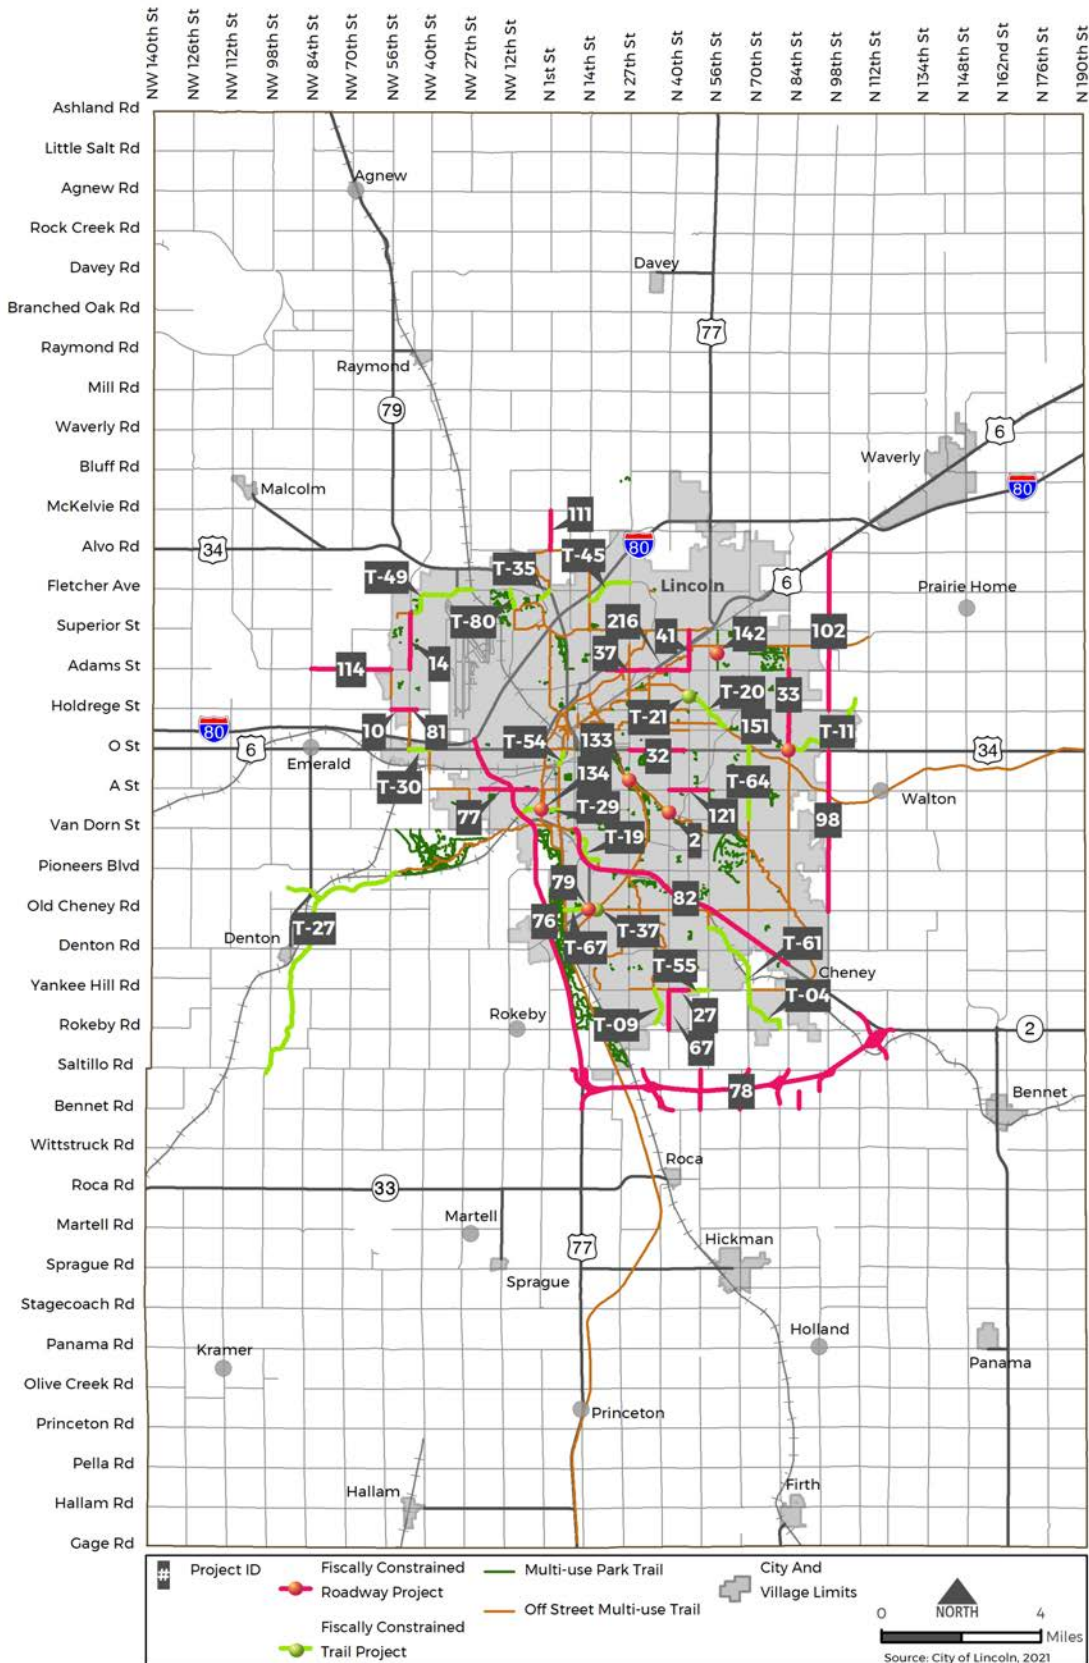 NW 140th St
NW 126th St
NW 112th St
NW 98th St
NW 84th St
NW 70th St
NW 56th St
NW 40th St
NW 27th St
NW 12th St
N 1st St
N 14th St
N 27th St
N 40th St
N 56th St
N 70th St
N 84th St
N 98th St
N 112th St
N 134th St
N 148th St
N 162nd St
N 176th St
N 190th St
Ashland Rd
Little Salt Rd
Agnew Rd
Agnew
Rock Creek Rd
Davey Rd
Davey
Branched Oak Rd
77
Raymond Rd
Raymond
Mill Rd
79
Waverly Rd
6
Waverly
Bluff Rd
Malcolm
80
McKelvie Rd
111
Alvo Rd
34
T-35
T-45
80
T-49
Fletcher Ave
Lincoln
6
Prairie Home
T-80
216
41
142
102
Superior St
14
37
Adams St
114
T-20
33
Holdrege St
T-21
10
81
151
T-11
80
6
O St
T-54
133
32
34
Emerald
T-30
134
T-64
A St
77
T-29
121
Walton
T-19
2
98
Van Dorn St
Pioneers Blvd
79
82
Old Cheney Rd
76
T-27
T-67
T-37
Denton
T-61
Denton Rd
T-55
Cheney
Yankee Hill Rd
T-04
Rokeby
T-09
27
Rokeby Rd
67
2
Saltillo Rd
78
Bennet
Bennet Rd
Wittstruck Rd
Roca
Roca Rd
33
Martell
Martell Rd
77
Hickman
Sprague Rd
Sprague
Stagecoach Rd
Holland
Panama Rd
Kramer
Panama
Olive Creek Rd
Princeton
Princeton Rd
Pella Rd
Hallam
Firth
Hallam Rd
Gage Rd
# Project ID
Fiscally Constrained
Roadway Project
Fiscally Constrained
Trail Project
Multi-use Park Trail
Off Street Multi-use Trail
City And
Village Limits
NORTH
0 4
Miles
Source: City of Lincoln, 2021